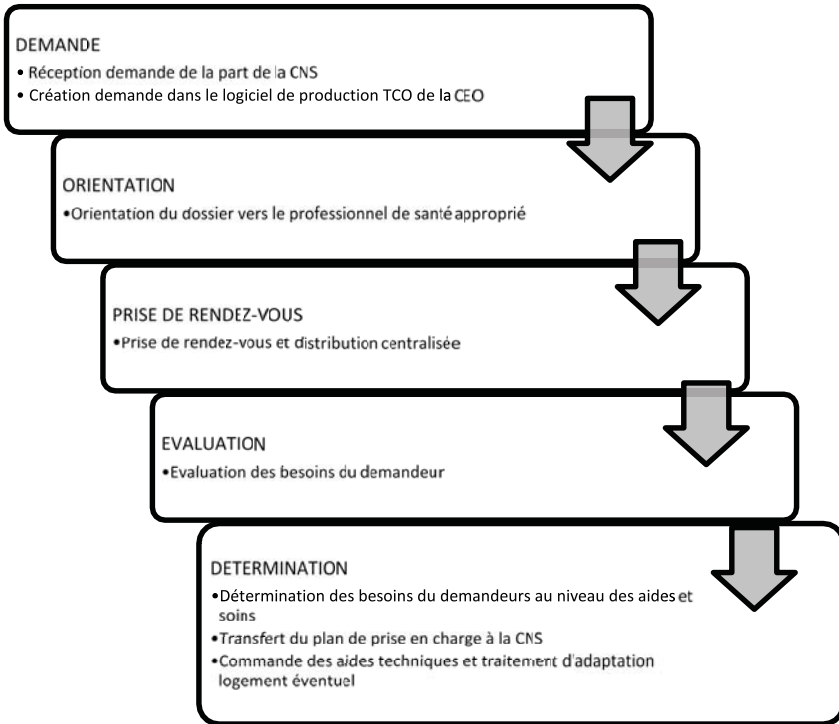 DEMANDE
• Réception demande de la part de la CNS
• Création demande dans le logiciel de production TCO de la CEO
ORIENTATION
•Orientation du dossier vers le professionnel de santé approprié
PRISE DE RENDEZ-VOUS
•Prise de rendez-vous et distribution centralisée
EVALUATION
•Evaluation des besoins du demandeur
DETERMINATION
•Détermination des besoins du demandeurs au niveau des aides et
soins
•Transfert du plan de prise en charge à la CNS
•Commande des aides techniques et traitement d'adaptation
logement éventuel